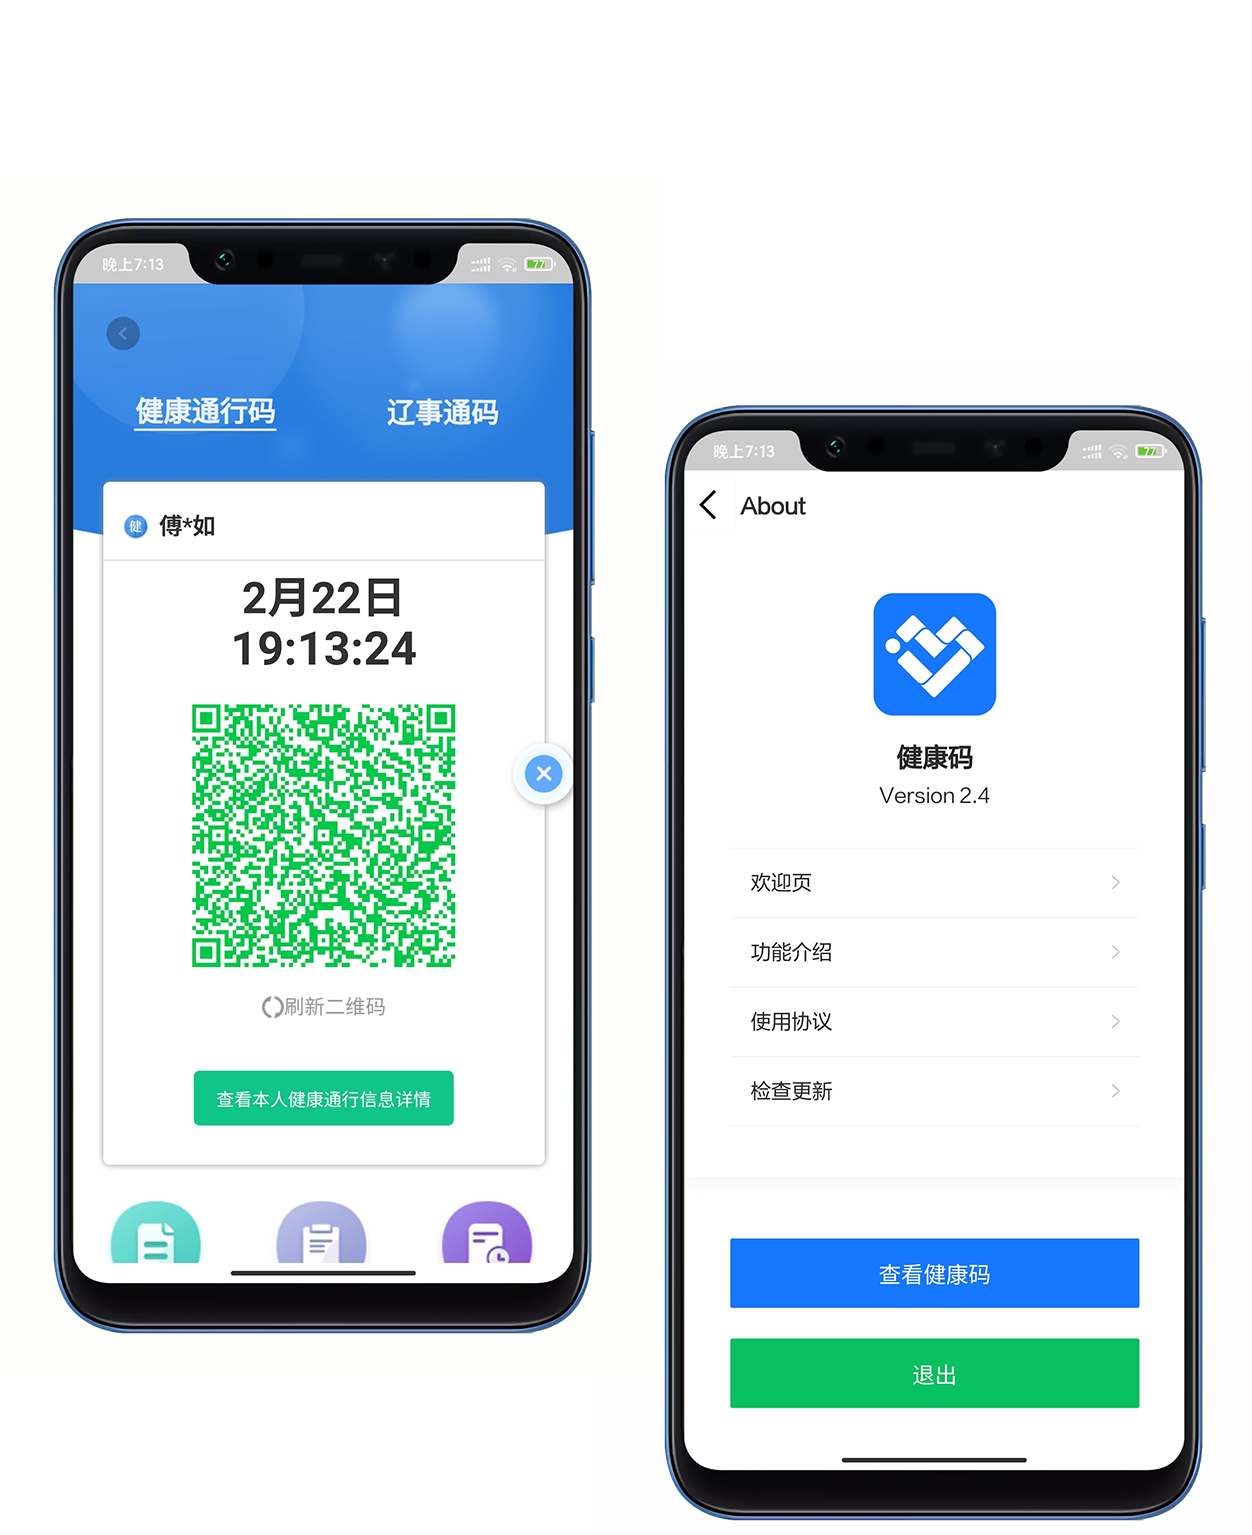 晚上7:13
77
健康通行码
辽事通码
健
傅*如
2月22日
19:13:24
刷新二维码
查看本人健康通行信息详情
晚上7:13
77
About
健康码
Version 2.4
欢迎页
功能介绍
使用协议
检查更新
查看健康码
退出